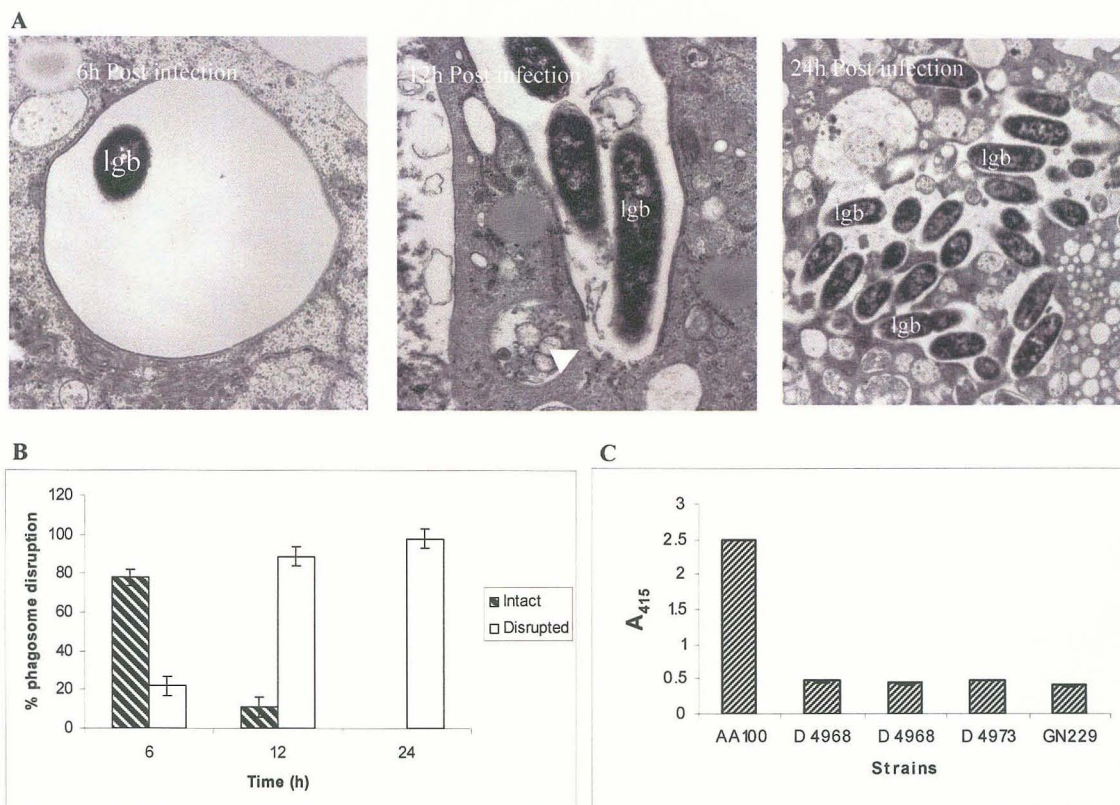 A
6h Post infection
lgb
12h Post infection
lgb
24h Post infection
lgb
lgb
lgb
B
% phagosome disruption
120
100
80
60
40
20
0
6
12
24
Time (h)
Intact
Disrupted
C
A415
3
2.5
2
1.5
1
0.5
0
AA100
D 4968
D 4968
D 4973
GN229
Strains